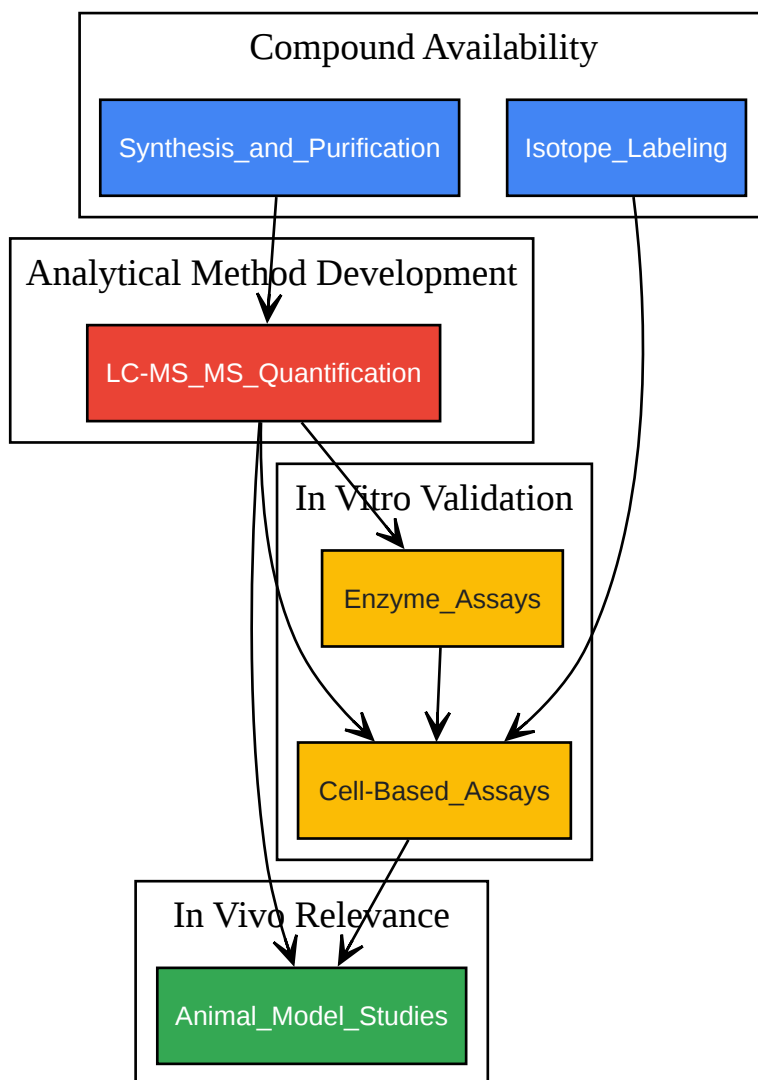 Compound Availability
Synthesis_and_Purification
Isotope_Labeling
Analytical Method Development
LC-MS_MS_Quantification
In Vitro Validation
Enzyme_Assays
Cell-Based_Assays
In Vivo Relevance
Animal_Model_Studies